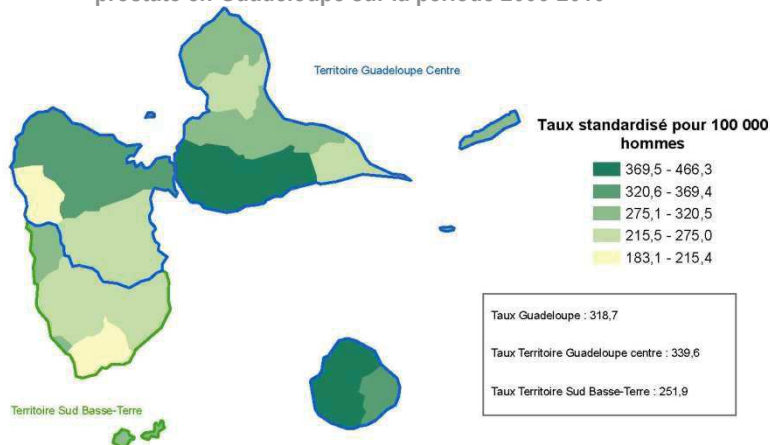 Territoire Guadeloupe Centre
Taux standardisé pour 100 000
hommes
369,5 - 466,3
320,6 - 369,4
275,1 - 320,5
215,5 - 275,0
183,1 - 215,4
Taux Guadeloupe : 318,7
Taux Territoire Guadeloupe centre : 339,6
Taux Territoire Sud Basse-Terre : 251,9
Territoire Sud Basse-Terre